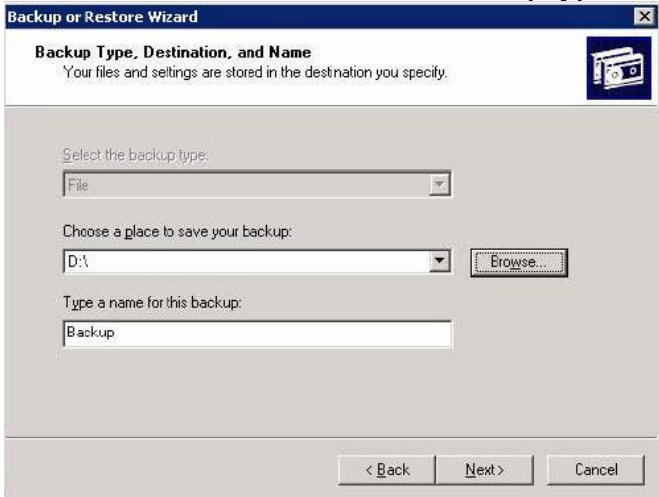 Backup or Restore Wizard
Backup Type, Destination, and Name
Your files and settings are stored in the destination you specify.
Select the backup type:
File
Choose a place to save your backup:
D:\
Browse...
Type a name for this backup:
Backup
< Back
Next >
Cancel